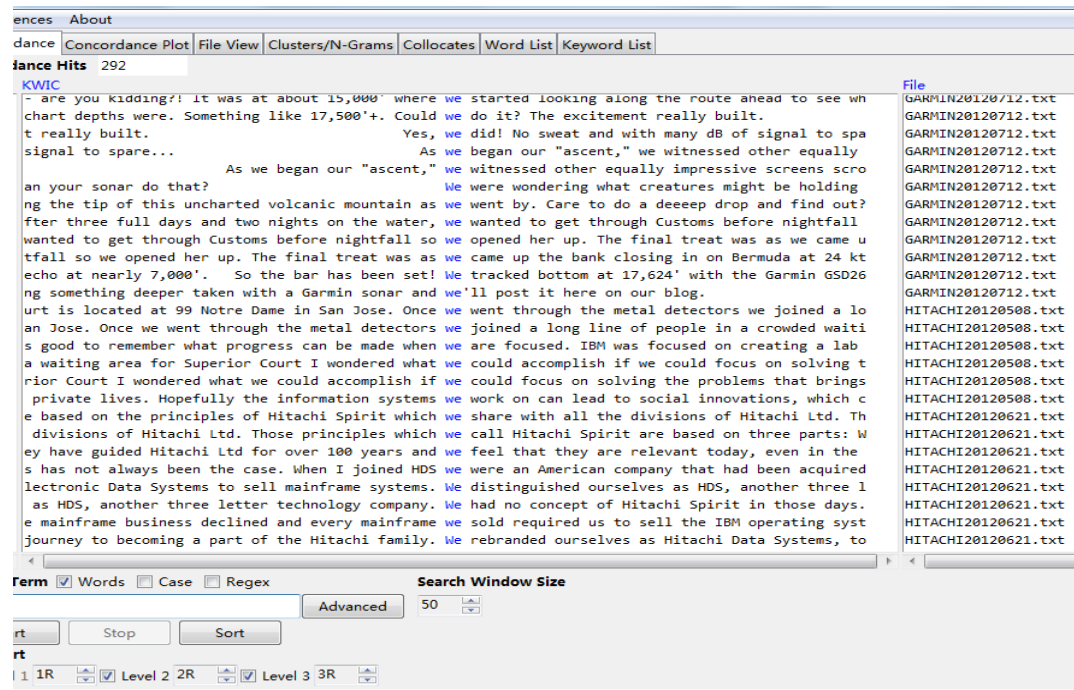 ences About
dance Concordance Plot File View Clusters/N-Grams Collocates Word List Keyword List
dance Hits 292
KWIC File
- are you kidding?! It was at about 15,000' where we started looking along the route ahead to see wh GARMIN20120712.txt
chart depths were. Something like 17,500'+. Could we do it? The excitement really built. GARMIN20120712.txt
t really built. Yes, we did! No sweat and with many dB of signal to spa GARMIN20120712.txt
signal to spare... As we began our "ascent," we witnessed other equally GARMIN20120712.txt
As we began our "ascent," we witnessed other equally impressive screens scro GARMIN20120712.txt
an your sonar do that? We were wondering what creatures might be holding GARMIN20120712.txt
ng the tip of this uncharted volcanic mountain as we went by. Care to do a deeeep drop and find out? GARMIN20120712.txt
fter three full days and two nights on the water, we wanted to get through Customs before nightfall GARMIN20120712.txt
wanted to get through Customs before nightfall so we opened her up. The final treat was as we came u GARMIN20120712.txt
tfall so we opened her up. The final treat was as we came up the bank closing in on Bermuda at 24 kt GARMIN20120712.txt
echo at nearly 7,000'. So the bar has been set! We tracked bottom at 17,624' with the Garmin GSD26 GARMIN20120712.txt
ng something deeper taken with a Garmin sonar and we'll post it here on our blog. GARMIN20120712.txt
urt is located at 99 Notre Dame in San Jose. Once we went through the metal detectors we joined a lo HITACHI20120508.txt
an Jose. Once we went through the metal detectors we joined a long line of people in a crowded waiti HITACHI20120508.txt
s good to remember what progress can be made when we are focused. IBM was focused on creating a lab HITACHI20120508.txt
a waiting area for Superior Court I wondered what we could accomplish if we could focus on solving t HITACHI20120508.txt
rior Court I wondered what we could accomplish if we could focus on solving the problems that brings HITACHI20120508.txt
private lives. Hopefully the information systems we work on can lead to social innovations, which c HITACHI20120508.txt
e based on the principles of Hitachi Spirit which we share with all the divisions of Hitachi Ltd. Th HITACHI20120621.txt
divisions of Hitachi Ltd. Those principles which we call Hitachi Spirit are based on three parts: W HITACHI20120621.txt
ey have guided Hitachi Ltd for over 100 years and we feel that they are relevant today, even in the HITACHI20120621.txt
s has not always been the case. When I joined HDS we were an American company that had been acquired HITACHI20120621.txt
lectronic Data Systems to sell mainframe systems. We distinguished ourselves as HDS, another three l HITACHI20120621.txt
as HDS, another three letter technology company. We had no concept of Hitachi Spirit in those days. HITACHI20120621.txt
e mainframe business declined and every mainframe we sold required us to sell the IBM operating syst HITACHI20120621.txt
journey to becoming a part of the Hitachi family. We rebranded ourselves as Hitachi Data Systems, to HITACHI20120621.txt
Term Words Case Regex Search Window Size
Advanced 50
rt Stop Sort
rt
l 1 1R Level 2 2R Level 3 3R